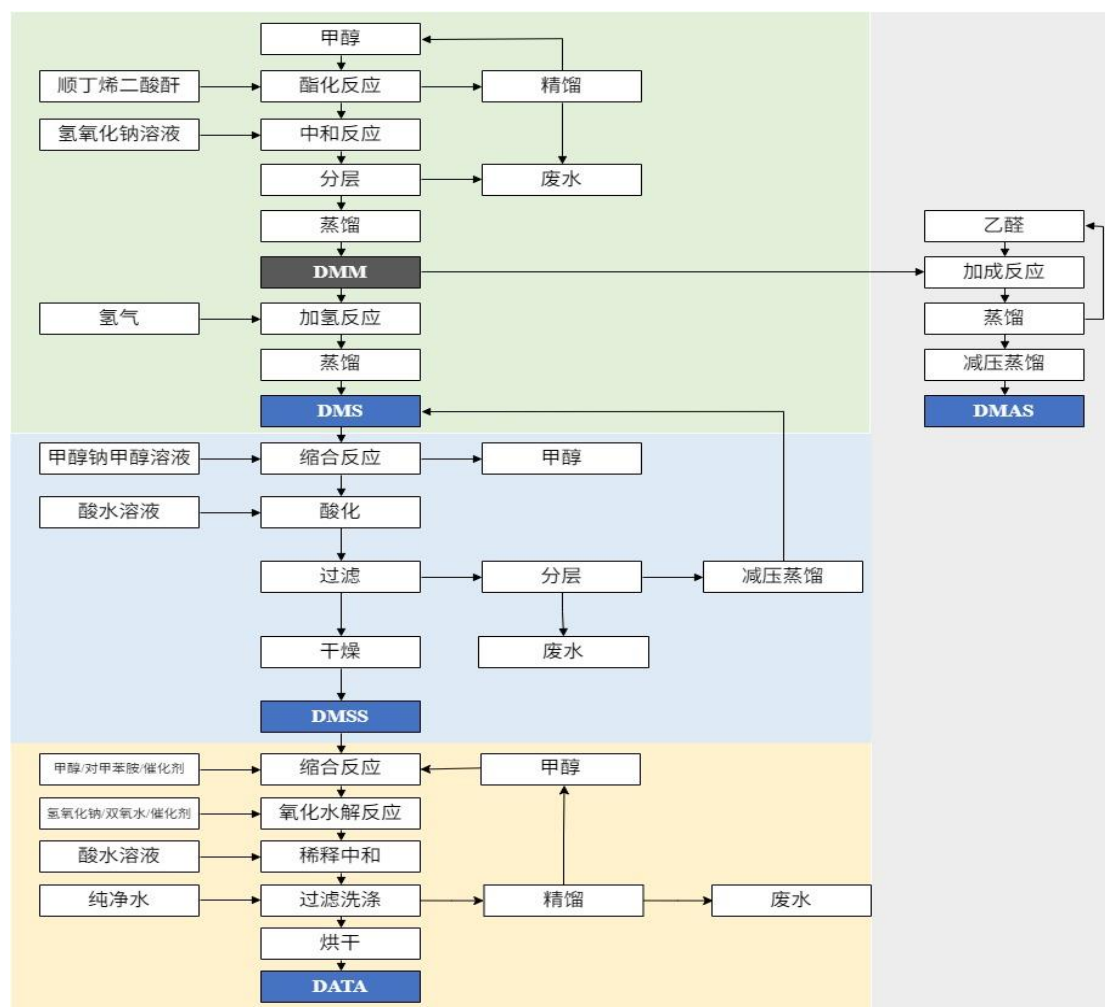 甲醇
顺丁烯二酸酐
酯化反应
精馏
氢氧化钠溶液
中和反应
分层
废水
蒸馏
DMM
氢气
加氢反应
蒸馏
DMS
乙醛
加成反应
蒸馏
减压蒸馏
DMAS
甲醇钠甲醇溶液
缩合反应
甲醇
酸水溶液
酸化
过滤
分层
减压蒸馏
干燥
废水
DMSS
甲醇/对甲苯胺/催化剂
缩合反应
甲醇
氢氧化钠/双氧水/催化剂
氧化水解反应
酸水溶液
稀释中和
纯净水
过滤洗涤
精馏
废水
烘干
DATA